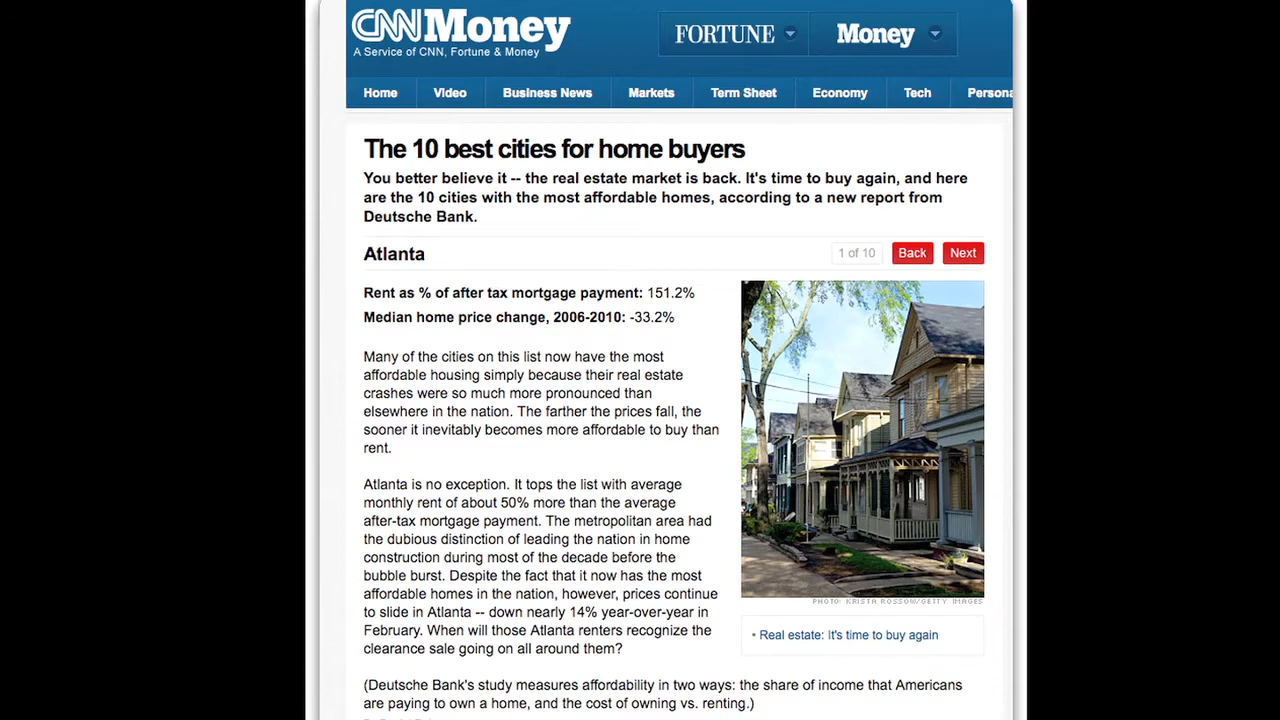 CNNMoney
A Service of CNN, Fortune & Money
FORTUNE
Money
Home Video Business News Markets Term Sheet Economy Tech Persona
The 10 best cities for home buyers
You better believe it -- the real estate market is back. It's time to buy again, and here
are the 10 cities with the most affordable homes, according to a new report from
Deutsche Bank.
Atlanta
1 of 10 Back Next
Rent as % of after tax mortgage payment: 151.2%
Median home price change, 2006-2010: -33.2%
Many of the cities on this list now have the most
affordable housing simply because their real estate
crashes were so much more pronounced than
elsewhere in the nation. The farther the prices fall, the
sooner it inevitably becomes more affordable to buy than
rent.
Atlanta is no exception. It tops the list with average
monthly rent of about 50% more than the average
after-tax mortgage payment. The metropolitan area had
the dubious distinction of leading the nation in home
construction during most of the decade before the
bubble burst. Despite the fact that it now has the most
affordable homes in the nation, however, prices continue
to slide in Atlanta -- down nearly 14% year-over-year in
February. When will those Atlanta renters recognize the
clearance sale going on all around them?
PHOTO: KRISTA ROSSOW/GETTY IMAGES
• Real estate: It's time to buy again
(Deutsche Bank's study measures affordability in two ways: the share of income that Americans
are paying to own a home, and the cost of owning vs. renting.)